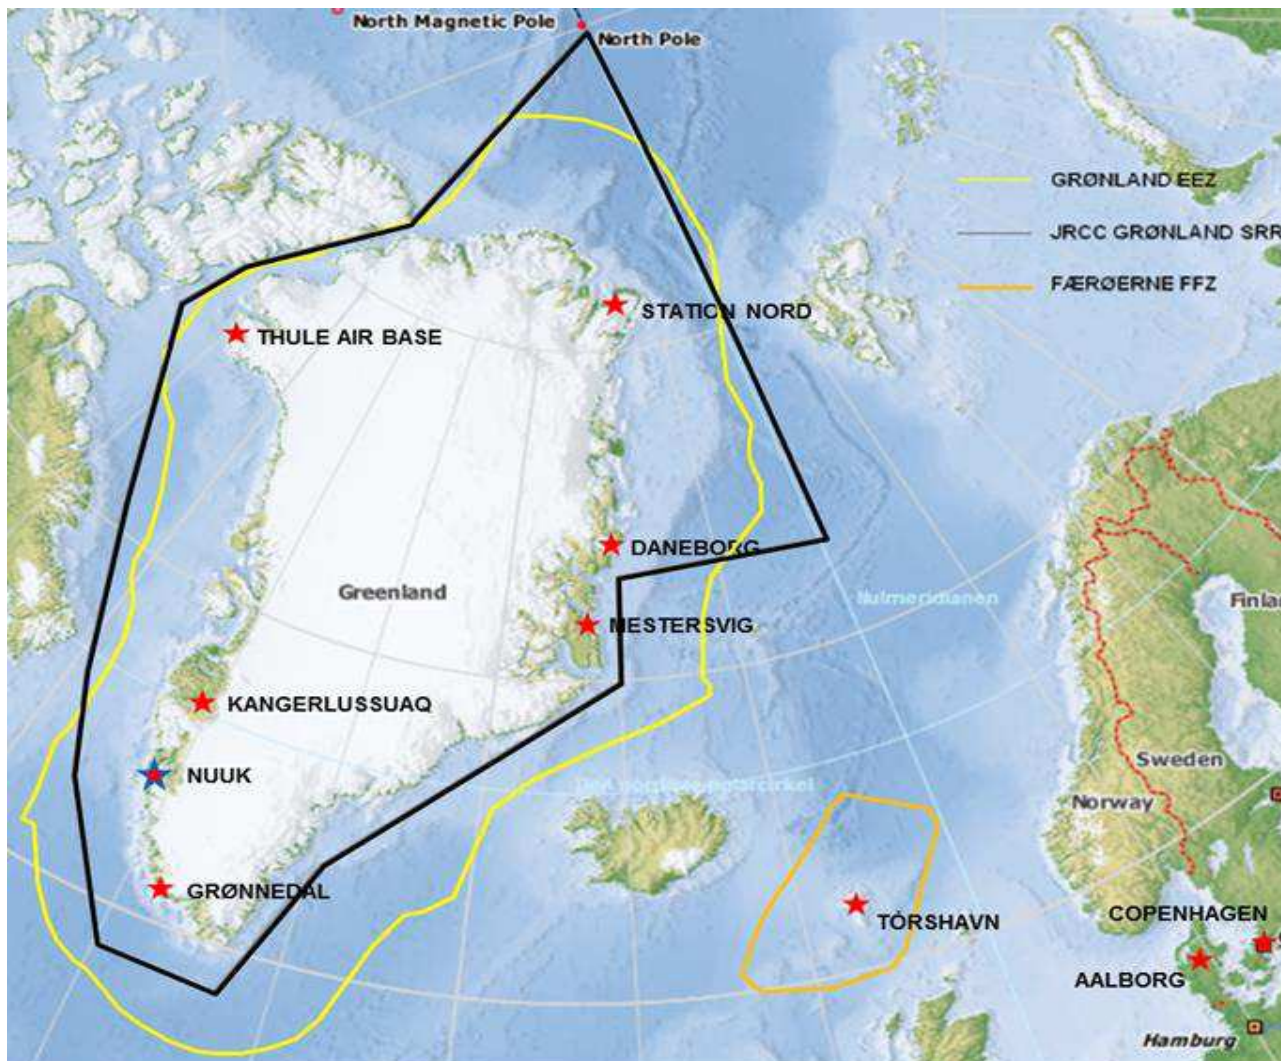 North Magnetic Pole
North Pole
GRØNLAND EEZ
JRCC GRØNLAND SRR
FÆRØERNE FFZ
STATION NORD
THULE AIR BASE
DANEBORG
Greenland
Nulmeridianen
Finla
MESTERSVIG
KANGERLUSSUAQ
NUUK
Sweden
Norway
GRØNNEDAL
TÓRSHAVN
COPENHAGEN
AALBORG
Hamburg